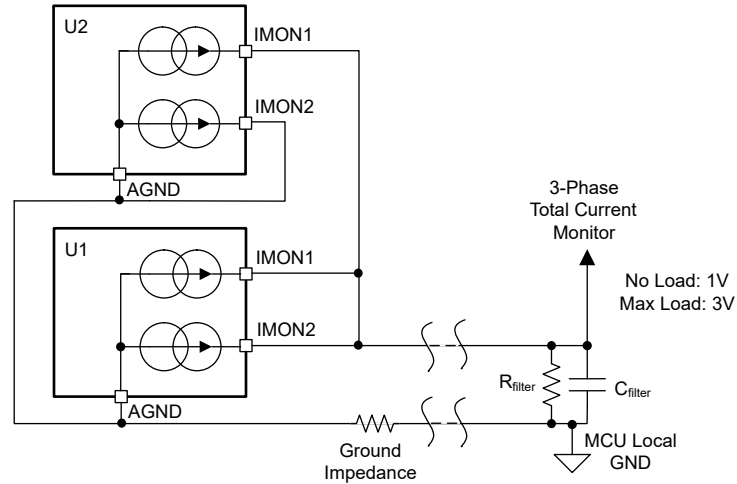 U2
IMON1
IMON2
AGND
3-Phase
Total Current
Monitor
U1
IMON1
No Load: 1V
Max Load: 3V
IMON2
Rfilter
Cfilter
AGND
Ground
Impedance
MCU Local
GND